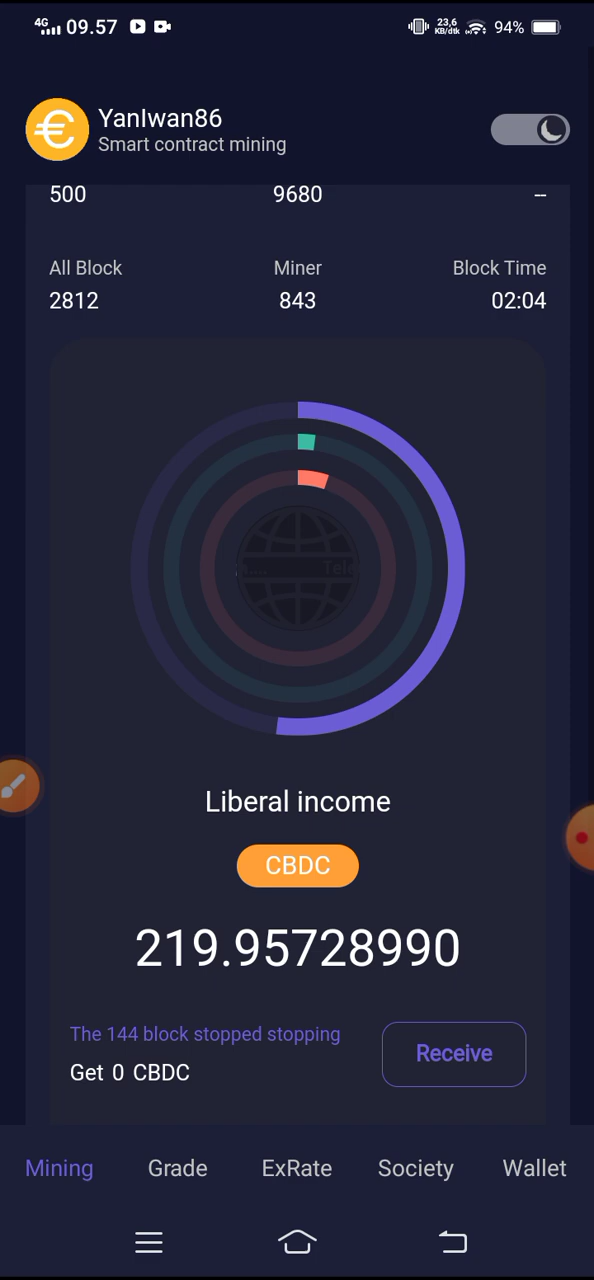 4G 09.57 23,6 KB/dtk 94%
YanIwan86
Smart contract mining
500 9680 --
All Block Miner Block Time
2812 843 02:04
Liberal income
CBDC
219.95728990
The 144 block stopped stopping
Get 0 CBDC
Receive
Mining Grade ExRate Society Wallet